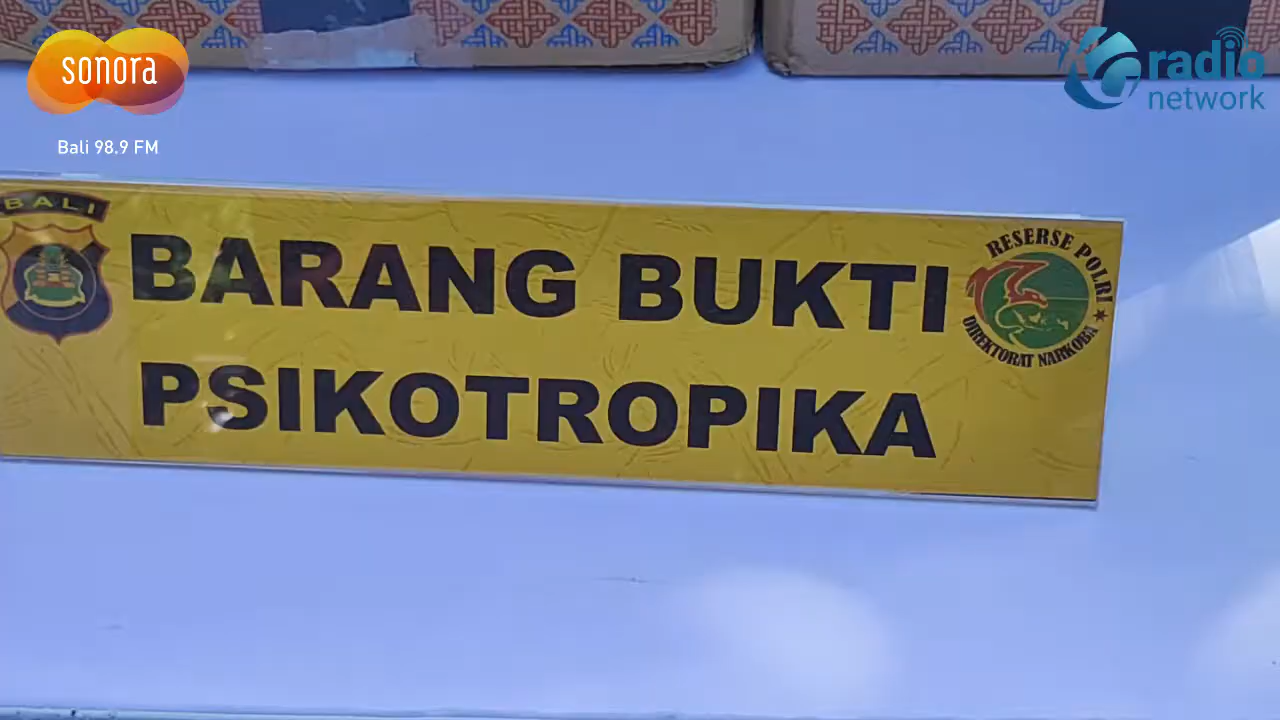 sonora
Bali 98.9 FM
radio
network
BALI
BARANG BUKTI
PSIKOTROPIKA
RESERSE POLRI
DIREKTORAT NARKOBA